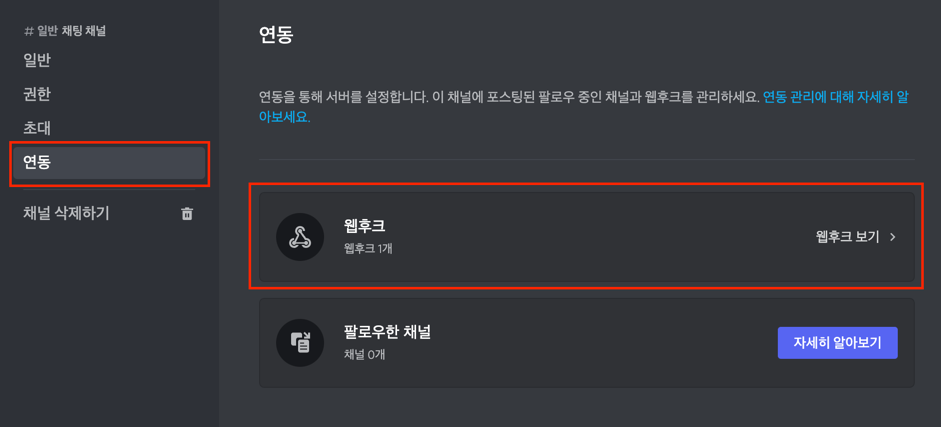 # 일반 채팅 채널
일반
권한
초대
연동
채널 삭제하기
연동
연동을 통해 서버를 설정합니다. 이 채널에 포스팅된 팔로우 중인 채널과 웹후크를 관리하세요. 연동 관리에 대해 자세히 알
아보세요.
웹후크
웹후크 1개
웹후크 보기 >
팔로우한 채널
채널 0개
자세히 알아보기